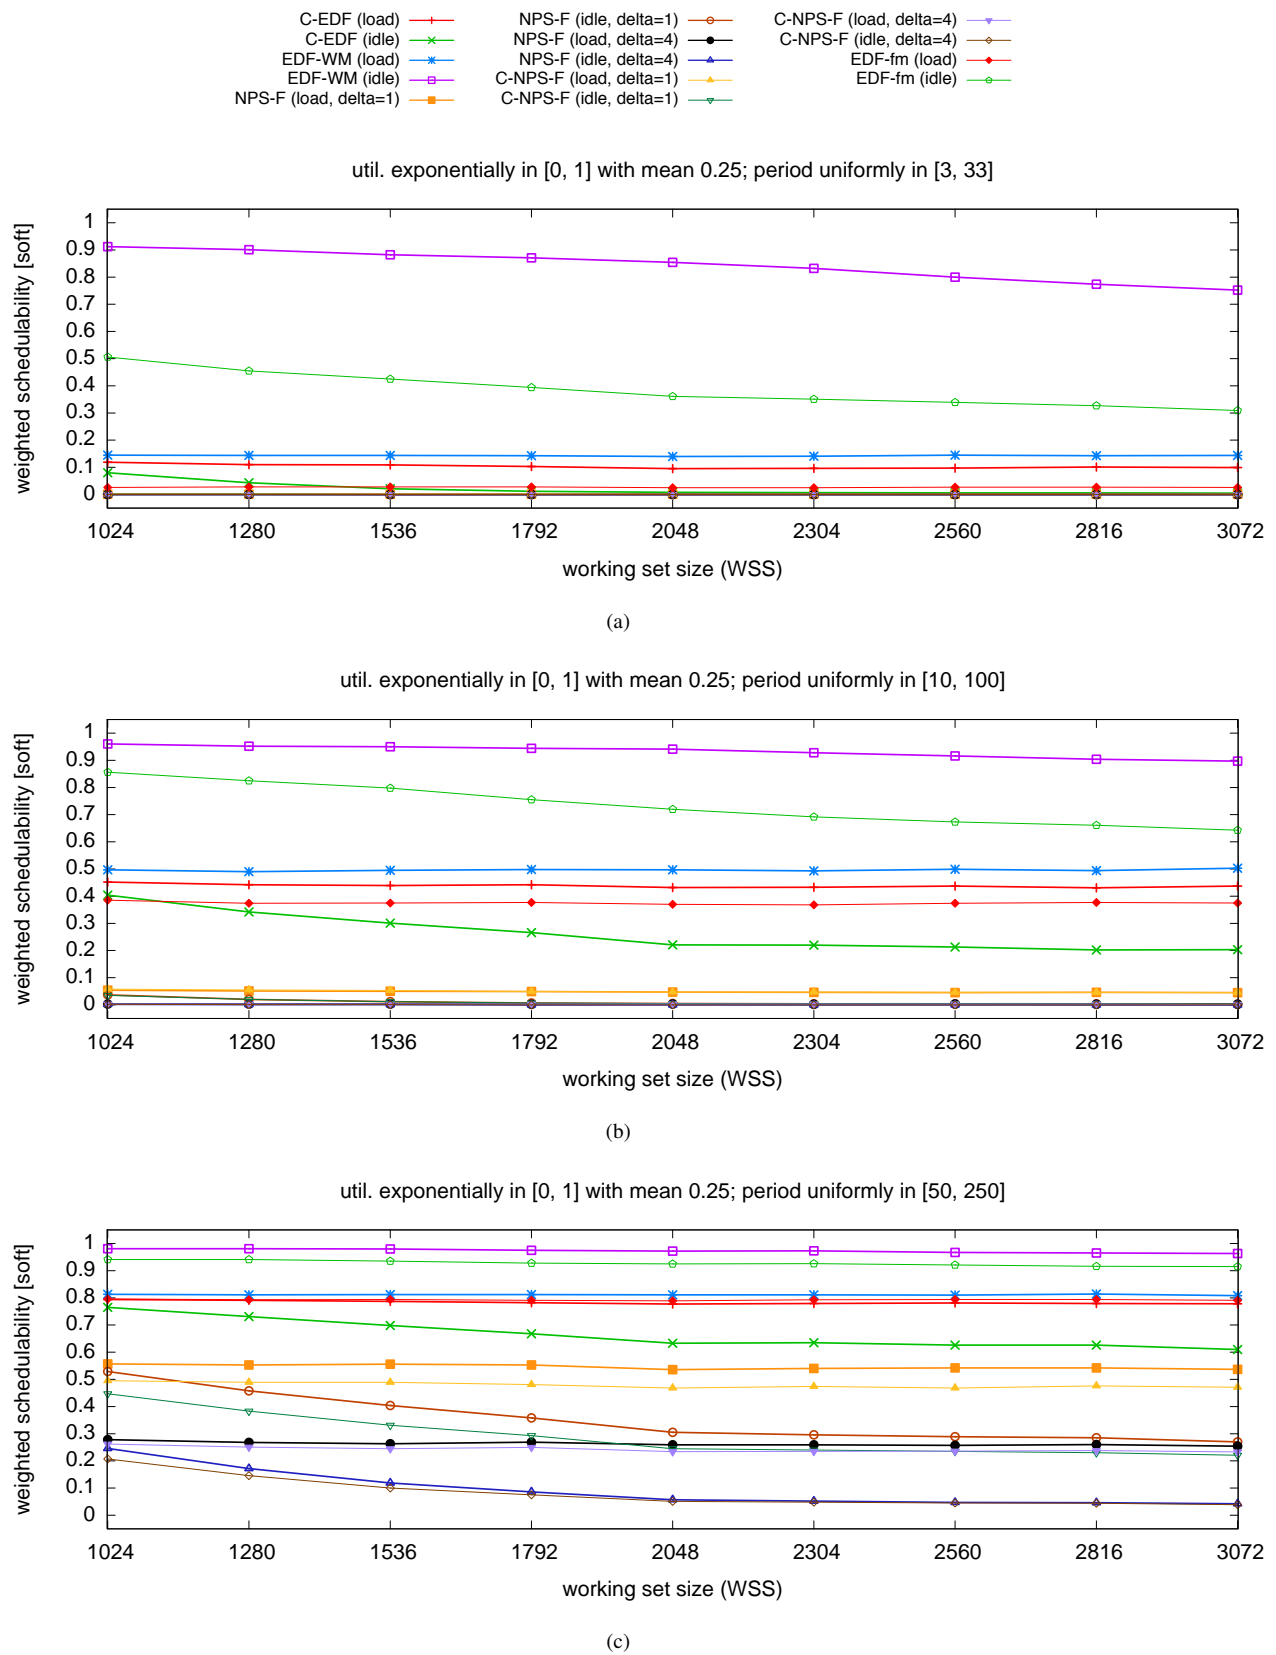 C-EDF (load)
C-EDF (idle)
EDF-WM (load)
EDF-WM (idle)
NPS-F (load, delta=1)
NPS-F (idle, delta=1)
NPS-F (load, delta=4)
NPS-F (idle, delta=4)
C-NPS-F (load, delta=1)
C-NPS-F (idle, delta=1)
C-NPS-F (load, delta=4)
C-NPS-F (idle, delta=4)
EDF-fm (load)
EDF-fm (idle)
util. exponentially in [0, 1] with mean 0.25; period uniformly in [3, 33]
weighted schedulability [soft]
1
0.9
0.8
0.7
0.6
0.5
0.4
0.3
0.2
0.1
0
1024 1280 1536 1792 2048 2304 2560 2816 3072
working set size (WSS)
(a)
util. exponentially in [0, 1] with mean 0.25; period uniformly in [10, 100]
weighted schedulability [soft]
1
0.9
0.8
0.7
0.6
0.5
0.4
0.3
0.2
0.1
0
1024 1280 1536 1792 2048 2304 2560 2816 3072
working set size (WSS)
(b)
util. exponentially in [0, 1] with mean 0.25; period uniformly in [50, 250]
weighted schedulability [soft]
1
0.9
0.8
0.7
0.6
0.5
0.4
0.3
0.2
0.1
0
1024 1280 1536 1792 2048 2304 2560 2816 3072
working set size (WSS)
(c)